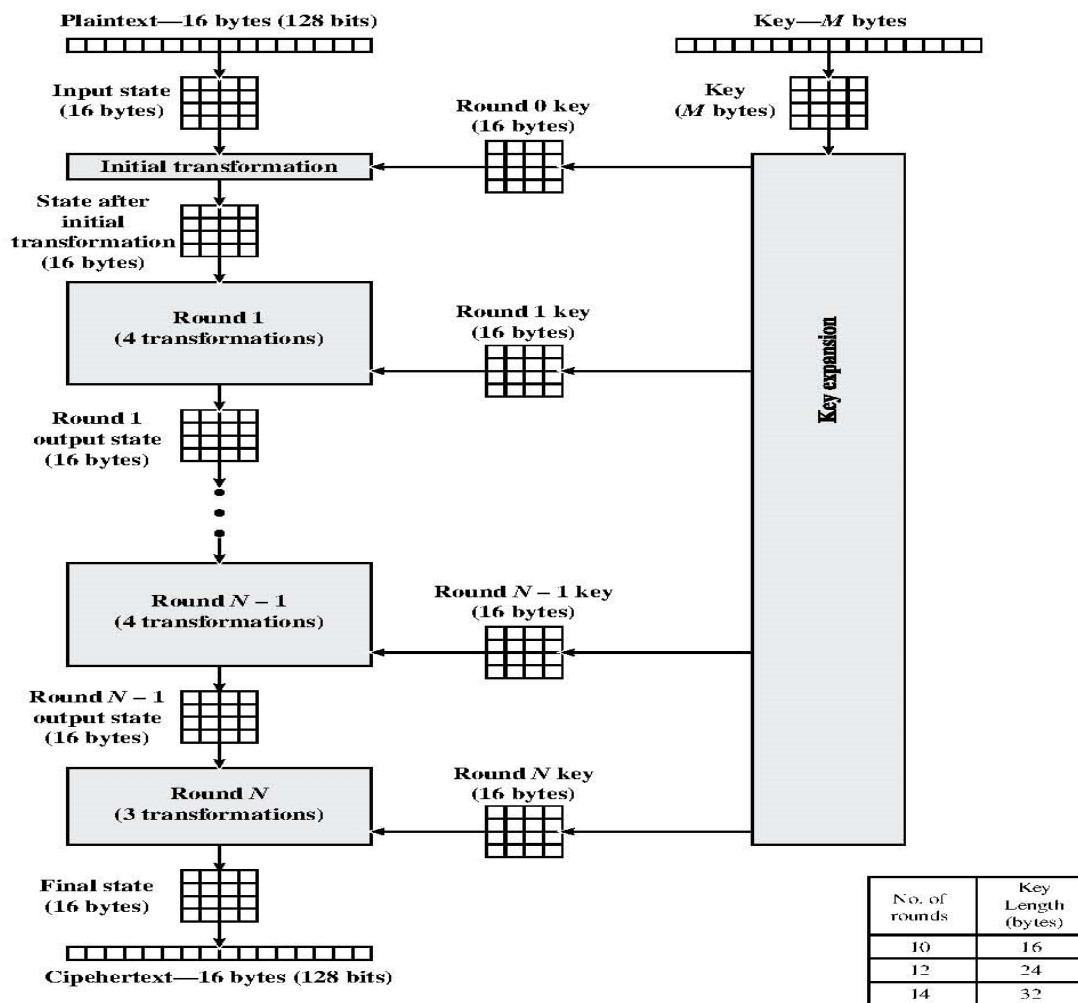 Plaintext—16 bytes (128 bits)
Key—M bytes
Input state
(16 bytes)
Key
(M bytes)
Round 0 key
(16 bytes)
Initial transformation
State after
initial
transformation
(16 bytes)
Round 1
(4 transformations)
Round 1 key
(16 bytes)
Key expansion
Round 1
output state
(16 bytes)
Round N – 1
(4 transformations)
Round N – 1 key
(16 bytes)
Round N – 1
output state
(16 bytes)
Round N
(3 transformations)
Round N key
(16 bytes)
Final state
(16 bytes)
Cipehertext—16 bytes (128 bits)
No. of
rounds
Key
Length
(bytes)
10 16
12 24
14 32